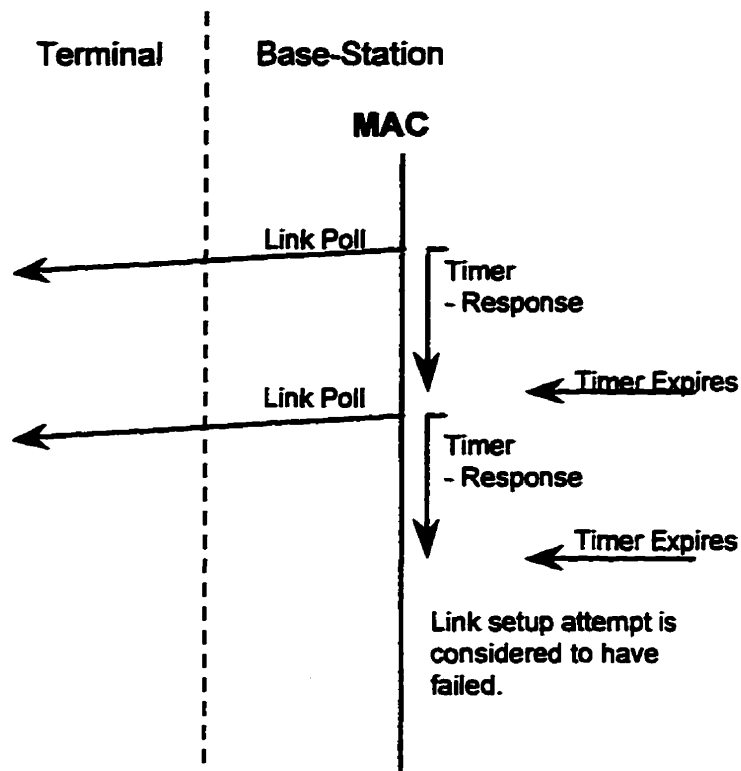 Terminal
Base-Station
MAC
Link Poll
Timer
- Response
Timer Expires
Link Poll
Timer
- Response
Timer Expires
Link setup attempt is
considered to have
failed.